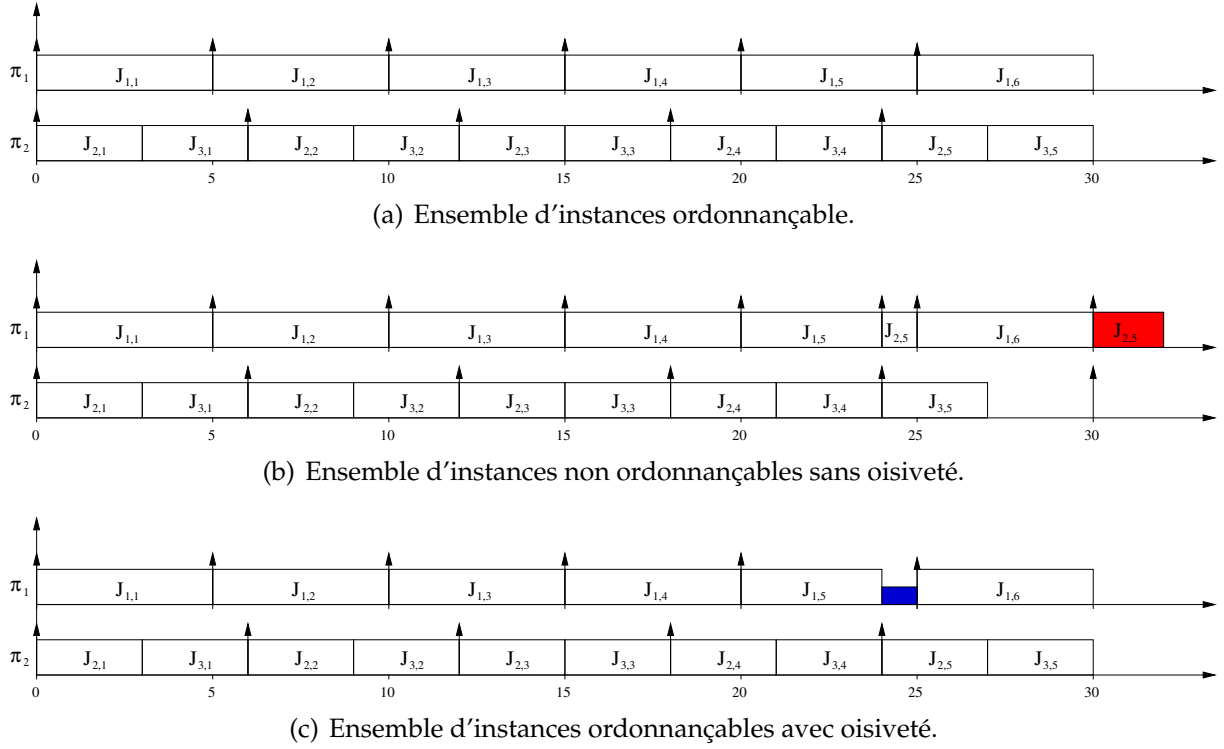 π1 J1,1 J1,2 J1,3 J1,4 J1,5 J1,6
π2 J2,1 J3,1 J2,2 J3,2 J2,3 J3,3 J2,4 J3,4 J2,5 J3,5
0 5 10 15 20 25 30
(a) Ensemble d'instances ordonnançable.
π1 J1,1 J1,2 J1,3 J1,4 J1,5 J2,5 J1,6 J2,5
π2 J2,1 J3,1 J2,2 J3,2 J2,3 J3,3 J2,4 J3,4 J3,5
0 5 10 15 20 25 30
(b) Ensemble d'instances non ordonnançables sans oisiveté.
π1 J1,1 J1,2 J1,3 J1,4 J1,5 J1,6
π2 J2,1 J3,1 J2,2 J3,2 J2,3 J3,3 J2,4 J3,4 J2,5 J3,5
0 5 10 15 20 25 30
(c) Ensemble d'instances ordonnançables avec oisiveté.